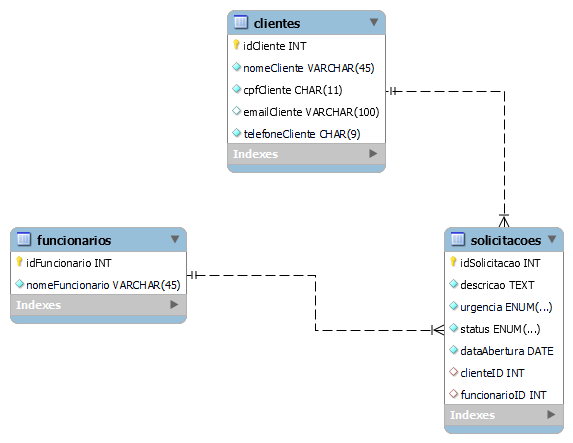 clientes
idCliente INT
nomeCliente VARCHAR(45)
cpfCliente CHAR(11)
emailCliente VARCHAR(100)
telefoneCliente CHAR(9)
Indexes
funcionarios
idFuncionario INT
nomeFuncionario VARCHAR(45)
Indexes
solicitacoes
idSolicitacao INT
descricao TEXT
urgencia ENUM(...)
status ENUM(...)
dataAbertura DATE
clienteID INT
funcionarioID INT
Indexes